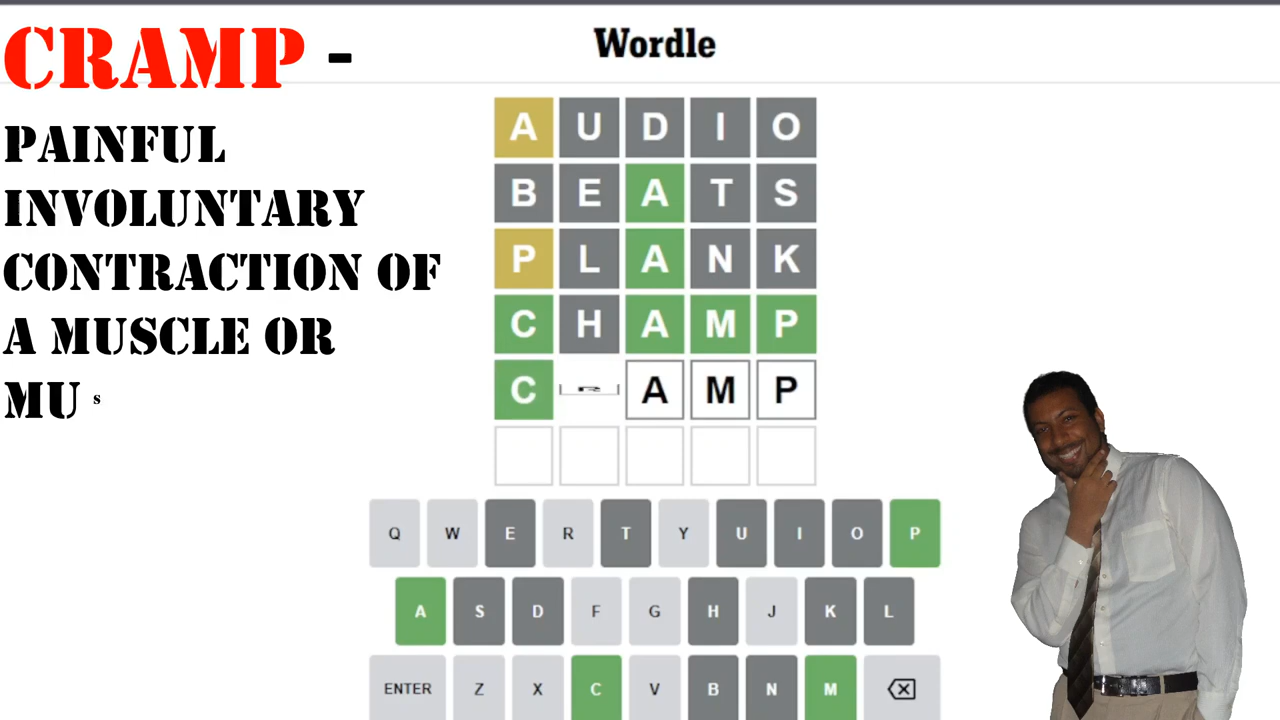 CRAMP -
Wordle
PAINFUL
INVOLUNTARY
CONTRACTION OF
A MUSCLE OR
MU s
A U D I O
B E A T S
P L A N K
C H A M P
C R A M P
Q W E R T Y U I O P
A S D F G H J K L
ENTER Z X C V B N M